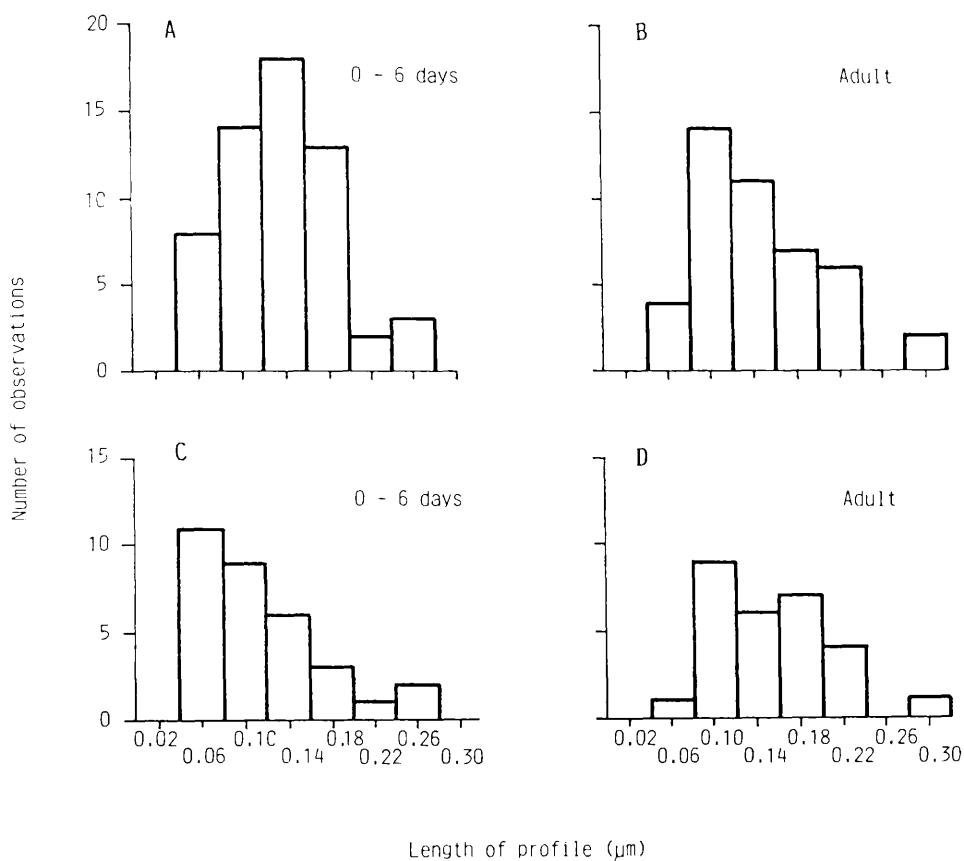 20
A
B
0 - 6 days
Adult
15
10
5
0
Number of observations
15
C
D
0 - 6 days
Adult
10
5
0
0.02 0.10 0.18 0.26
0.06 0.14 0.22 0.30
0.02 0.10 0.18 0.26
0.06 0.14 0.22 0.30
Length of profile (µm)